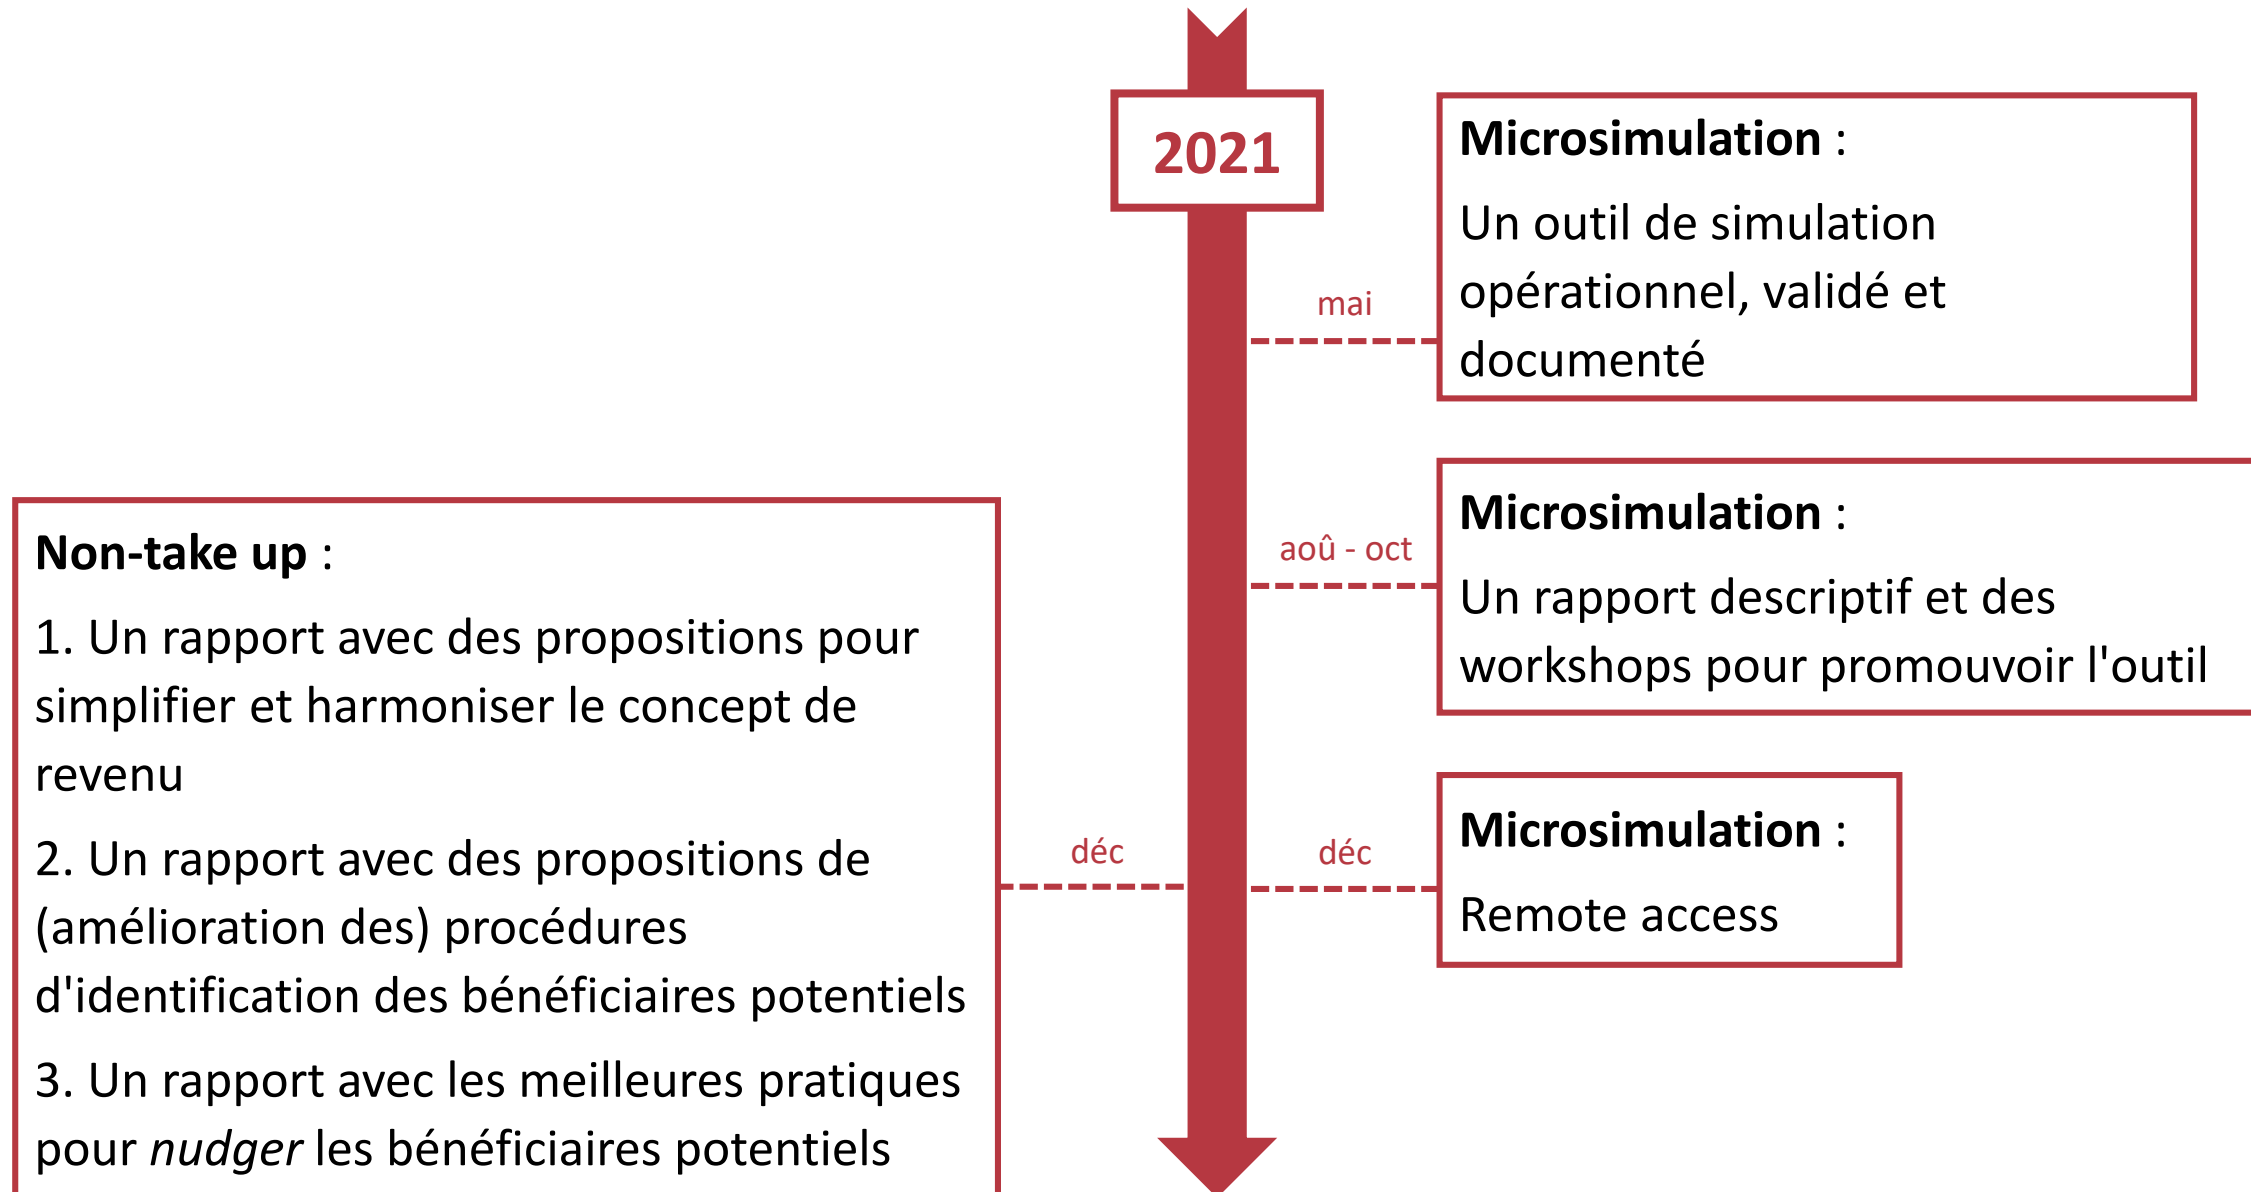 2021
Microsimulation :
Un outil de simulation
opérationnel, validé et
documenté
mai
Microsimulation :
Un rapport descriptif et des
workshops pour promouvoir l'outil
aoû - oct
Non-take up :
1. Un rapport avec des propositions pour
simplifier et harmoniser le concept de
revenu
2. Un rapport avec des propositions de
(amélioration des) procédures
d'identification des bénéficiaires potentiels
3. Un rapport avec les meilleures pratiques
pour nudger les bénéficiaires potentiels
déc
déc
Microsimulation :
Remote access